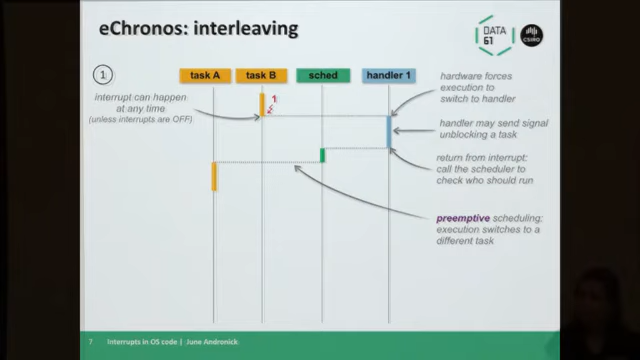 eChronos: interleaving
DATA
61
CSIRO
1
task A
task B
sched
handler 1
interrupt can happen
at any time
(unless interrupts are OFF)
1
hardware forces
execution to
switch to handler
handler may send signal
unblocking a task
return from interrupt:
call the scheduler to
check who should run
preemptive scheduling:
execution switches to a
different task
7 Interrupts in OS code | June Andronick